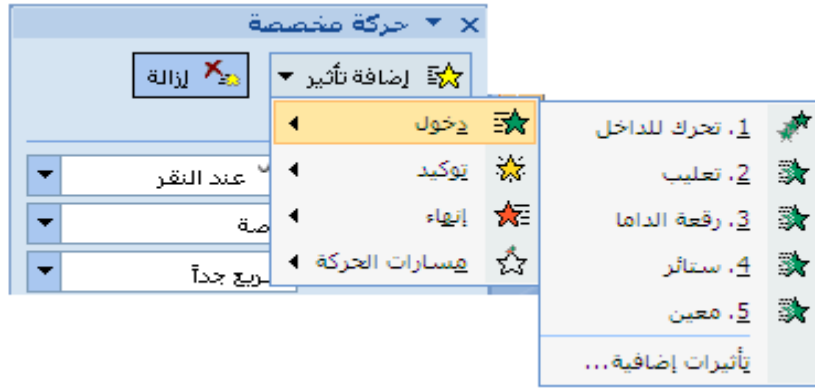 حركة مخصصة
إضافة تأثير
إزالة
دخول
توكيد
إنهاء
مسارات الحركة
عند النقر
جداً
1. تحرك للداخل
2. تعليب
3. رقعة الداما
4. ستائر
5. معين
تأثيرات إضافية...